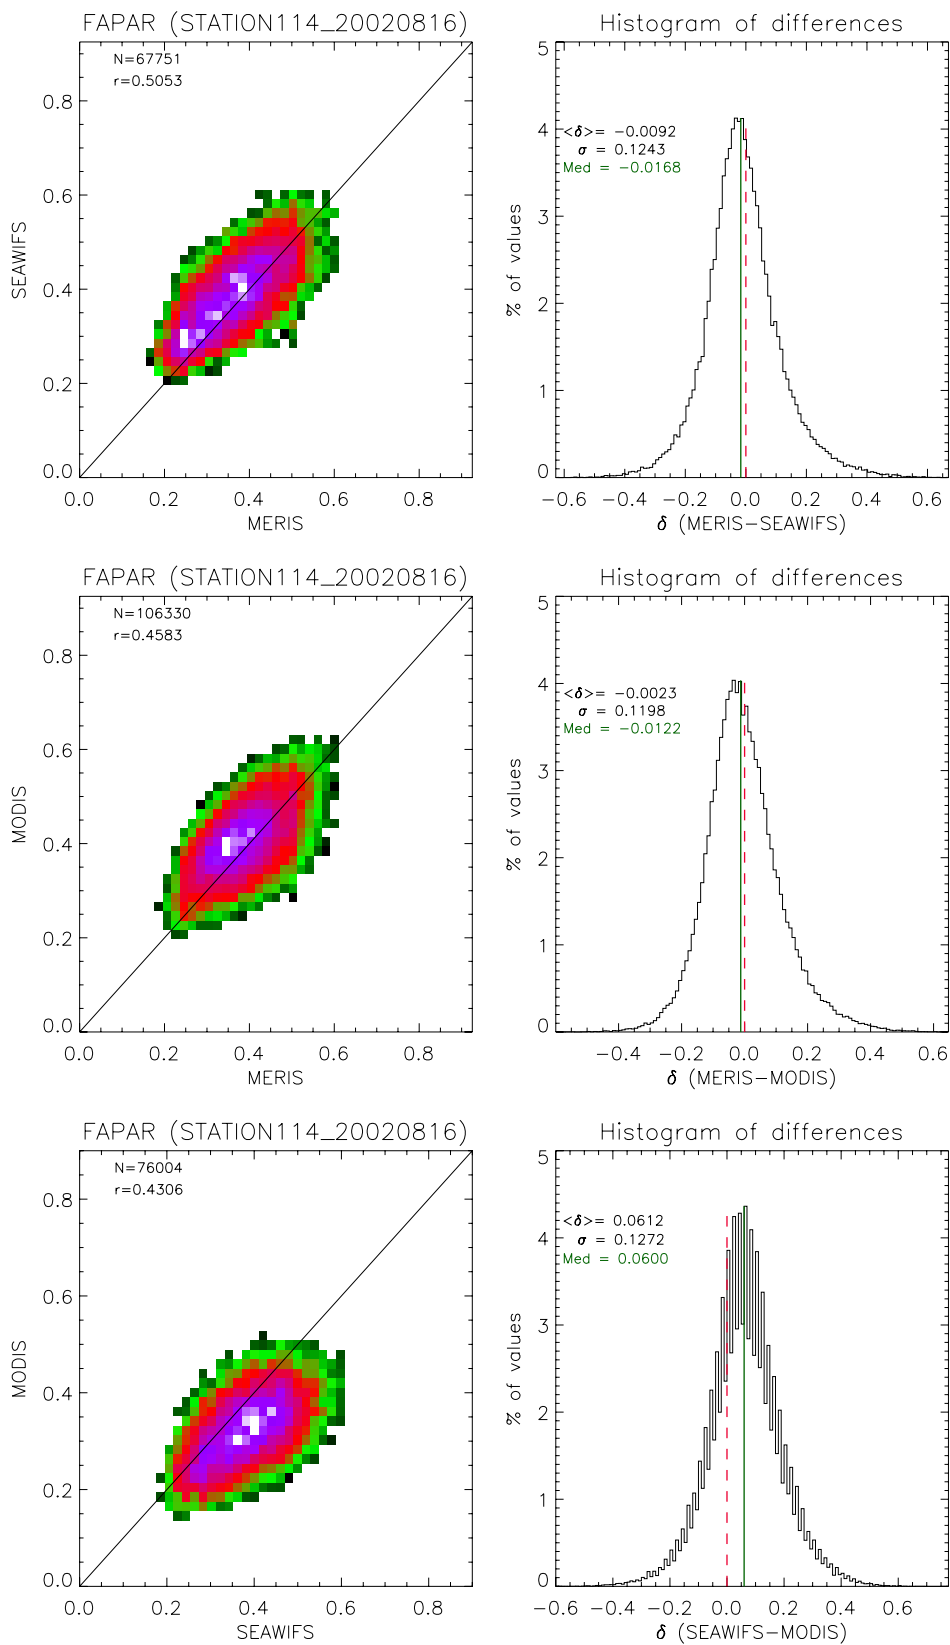 FAPAR (STATION114_20020816)
N=67751
r=0.5053
0.8
0.6
0.4
0.2
0.0
SEAWIFS
0.0 0.2 0.4 0.6 0.8
MERIS
Histogram of differences
5
4
3
2
1
0
% of values
<δ>= −0.0092
σ = 0.1243
Med = −0.0168
−0.6 −0.4 −0.2 0.0 0.2 0.4 0.6
δ (MERIS−SEAWIFS)
FAPAR (STATION114_20020816)
N=106330
r=0.4583
0.8
0.6
0.4
0.2
0.0
MODIS
0.0 0.2 0.4 0.6 0.8
MERIS
Histogram of differences
5
4
3
2
1
0
% of values
<δ>= −0.0023
σ = 0.1198
Med = −0.0122
−0.4 −0.2 0.0 0.2 0.4 0.6
δ (MERIS−MODIS)
FAPAR (STATION114_20020816)
N=76004
r=0.4306
0.8
0.6
0.4
0.2
0.0
MODIS
0.0 0.2 0.4 0.6 0.8
SEAWIFS
Histogram of differences
5
4
3
2
1
0
% of values
<δ>= 0.0612
σ = 0.1272
Med = 0.0600
−0.6 −0.4 −0.2 0.0 0.2 0.4 0.6
δ (SEAWIFS−MODIS)